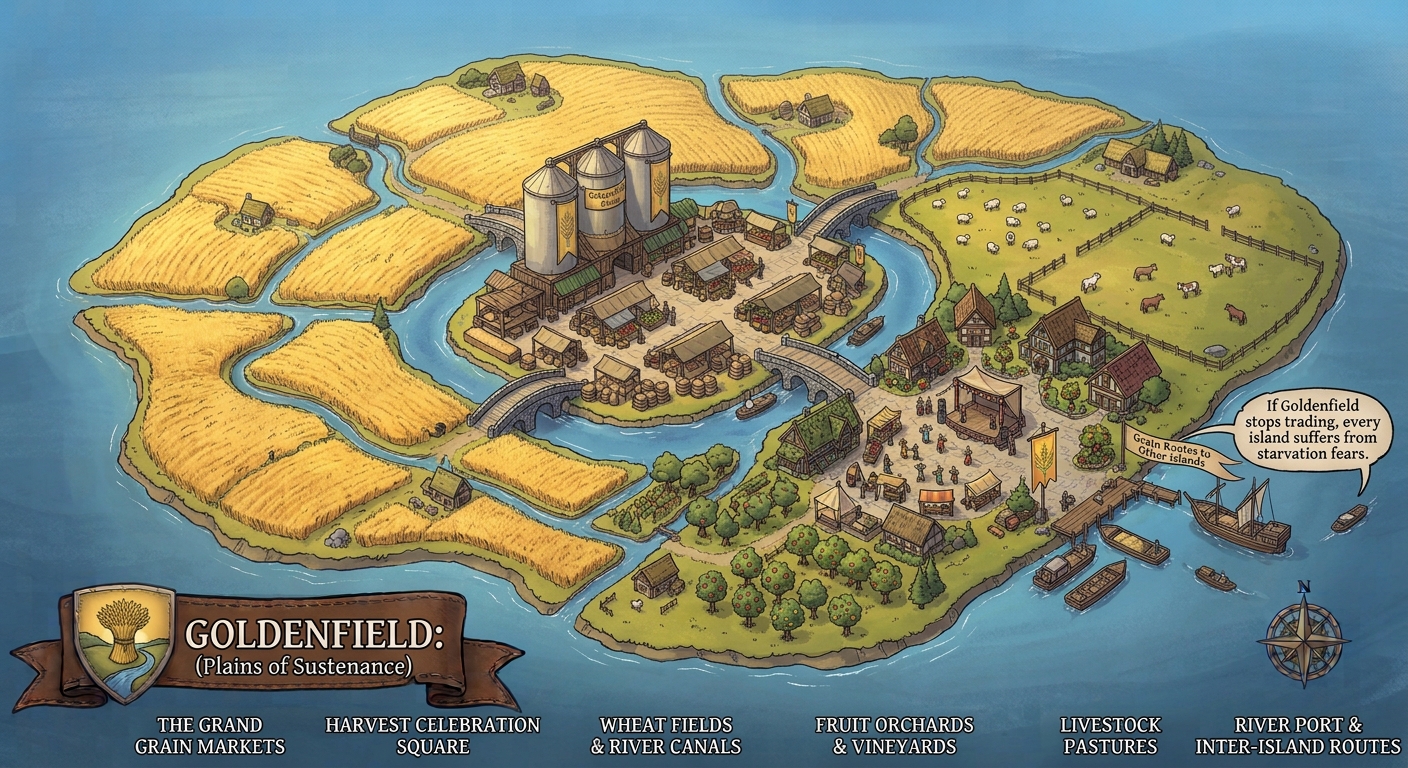 If Goldenfield
stops trading, every
island suffers from
starvation fears.
Gcaln Rootes to
Gther islands
GOLDENFIELD:
(Plains of Sustenance)
THE GRAND
GRAIN MARKETS
HARVEST CELEBRATION
SQUARE
WHEAT FIELDS
& RIVER CANALS
FRUIT ORCHARDS
& VINEYARDS
LIVESTOCK
PASTURES
RIVER PORT &
INTER-ISLAND ROUTES
N